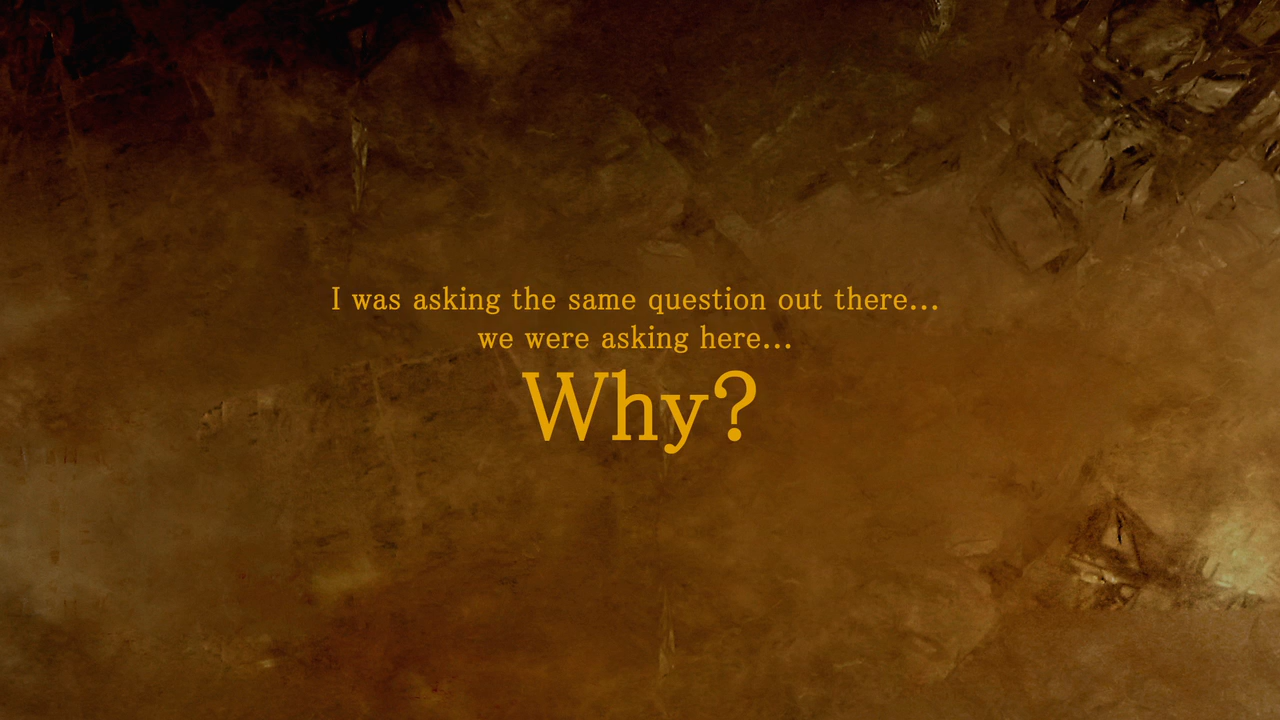 I was asking the same question out there...
we were asking here...
Why?